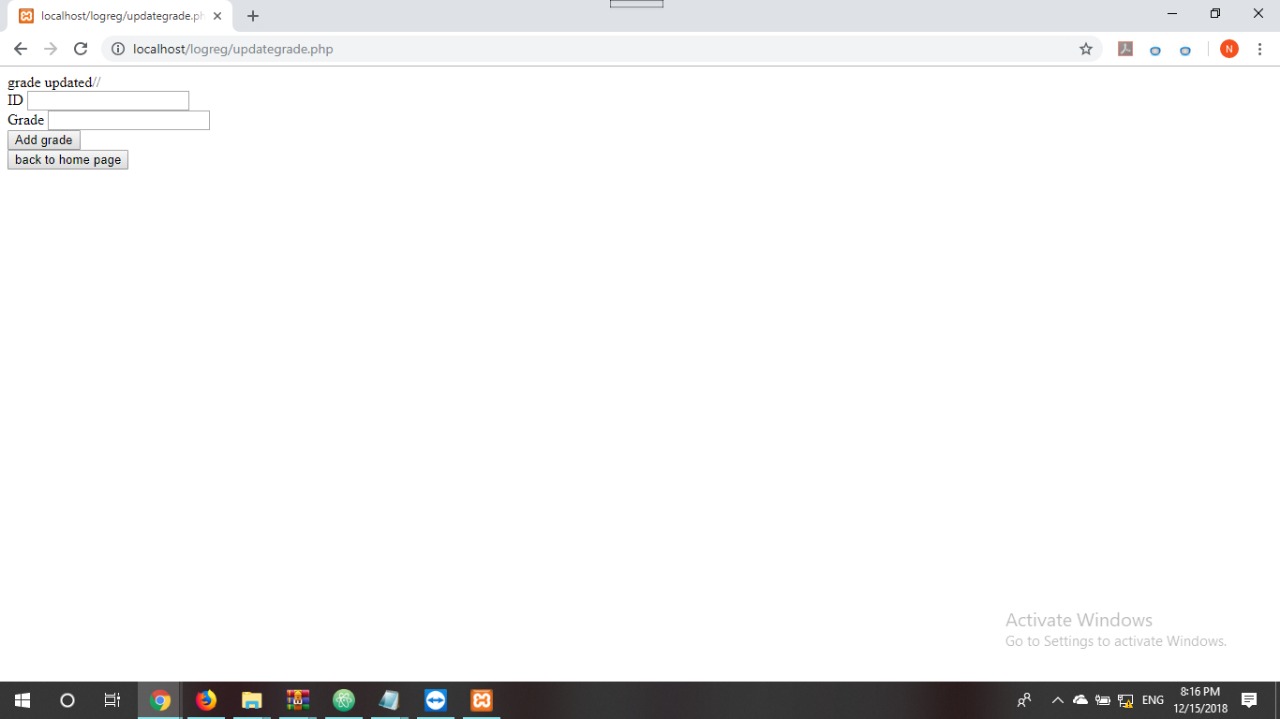 localhost/logreg/updategrade.ph
localhost/logreg/updategrade.php
N
grade updated//
ID
Grade
Add grade
back to home page
Activate Windows
Go to Settings to activate Windows.
ENG
8:16 PM
12/15/2018